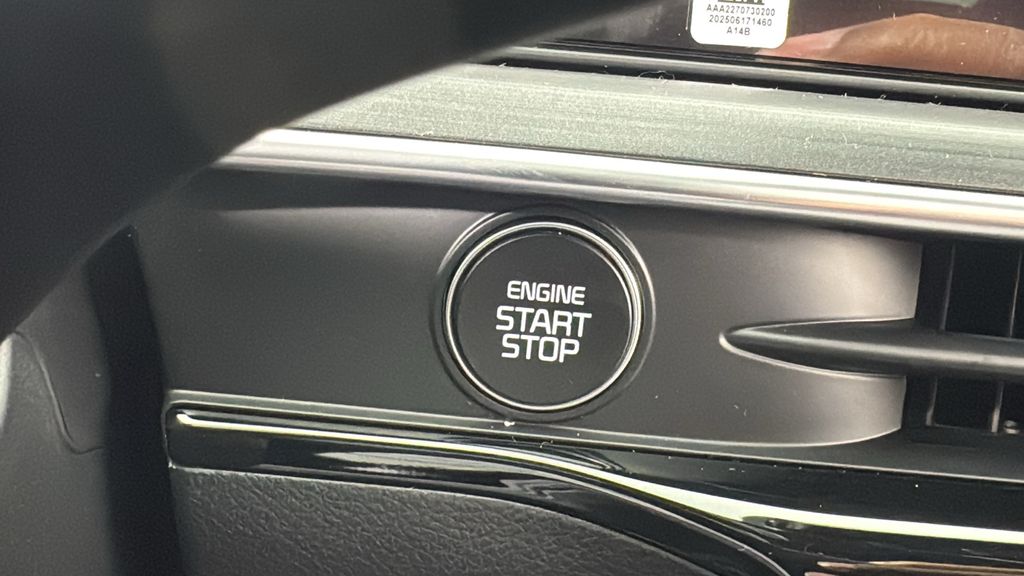 AAA2270730200
202506171460
A14B
ENGINE
START
STOP